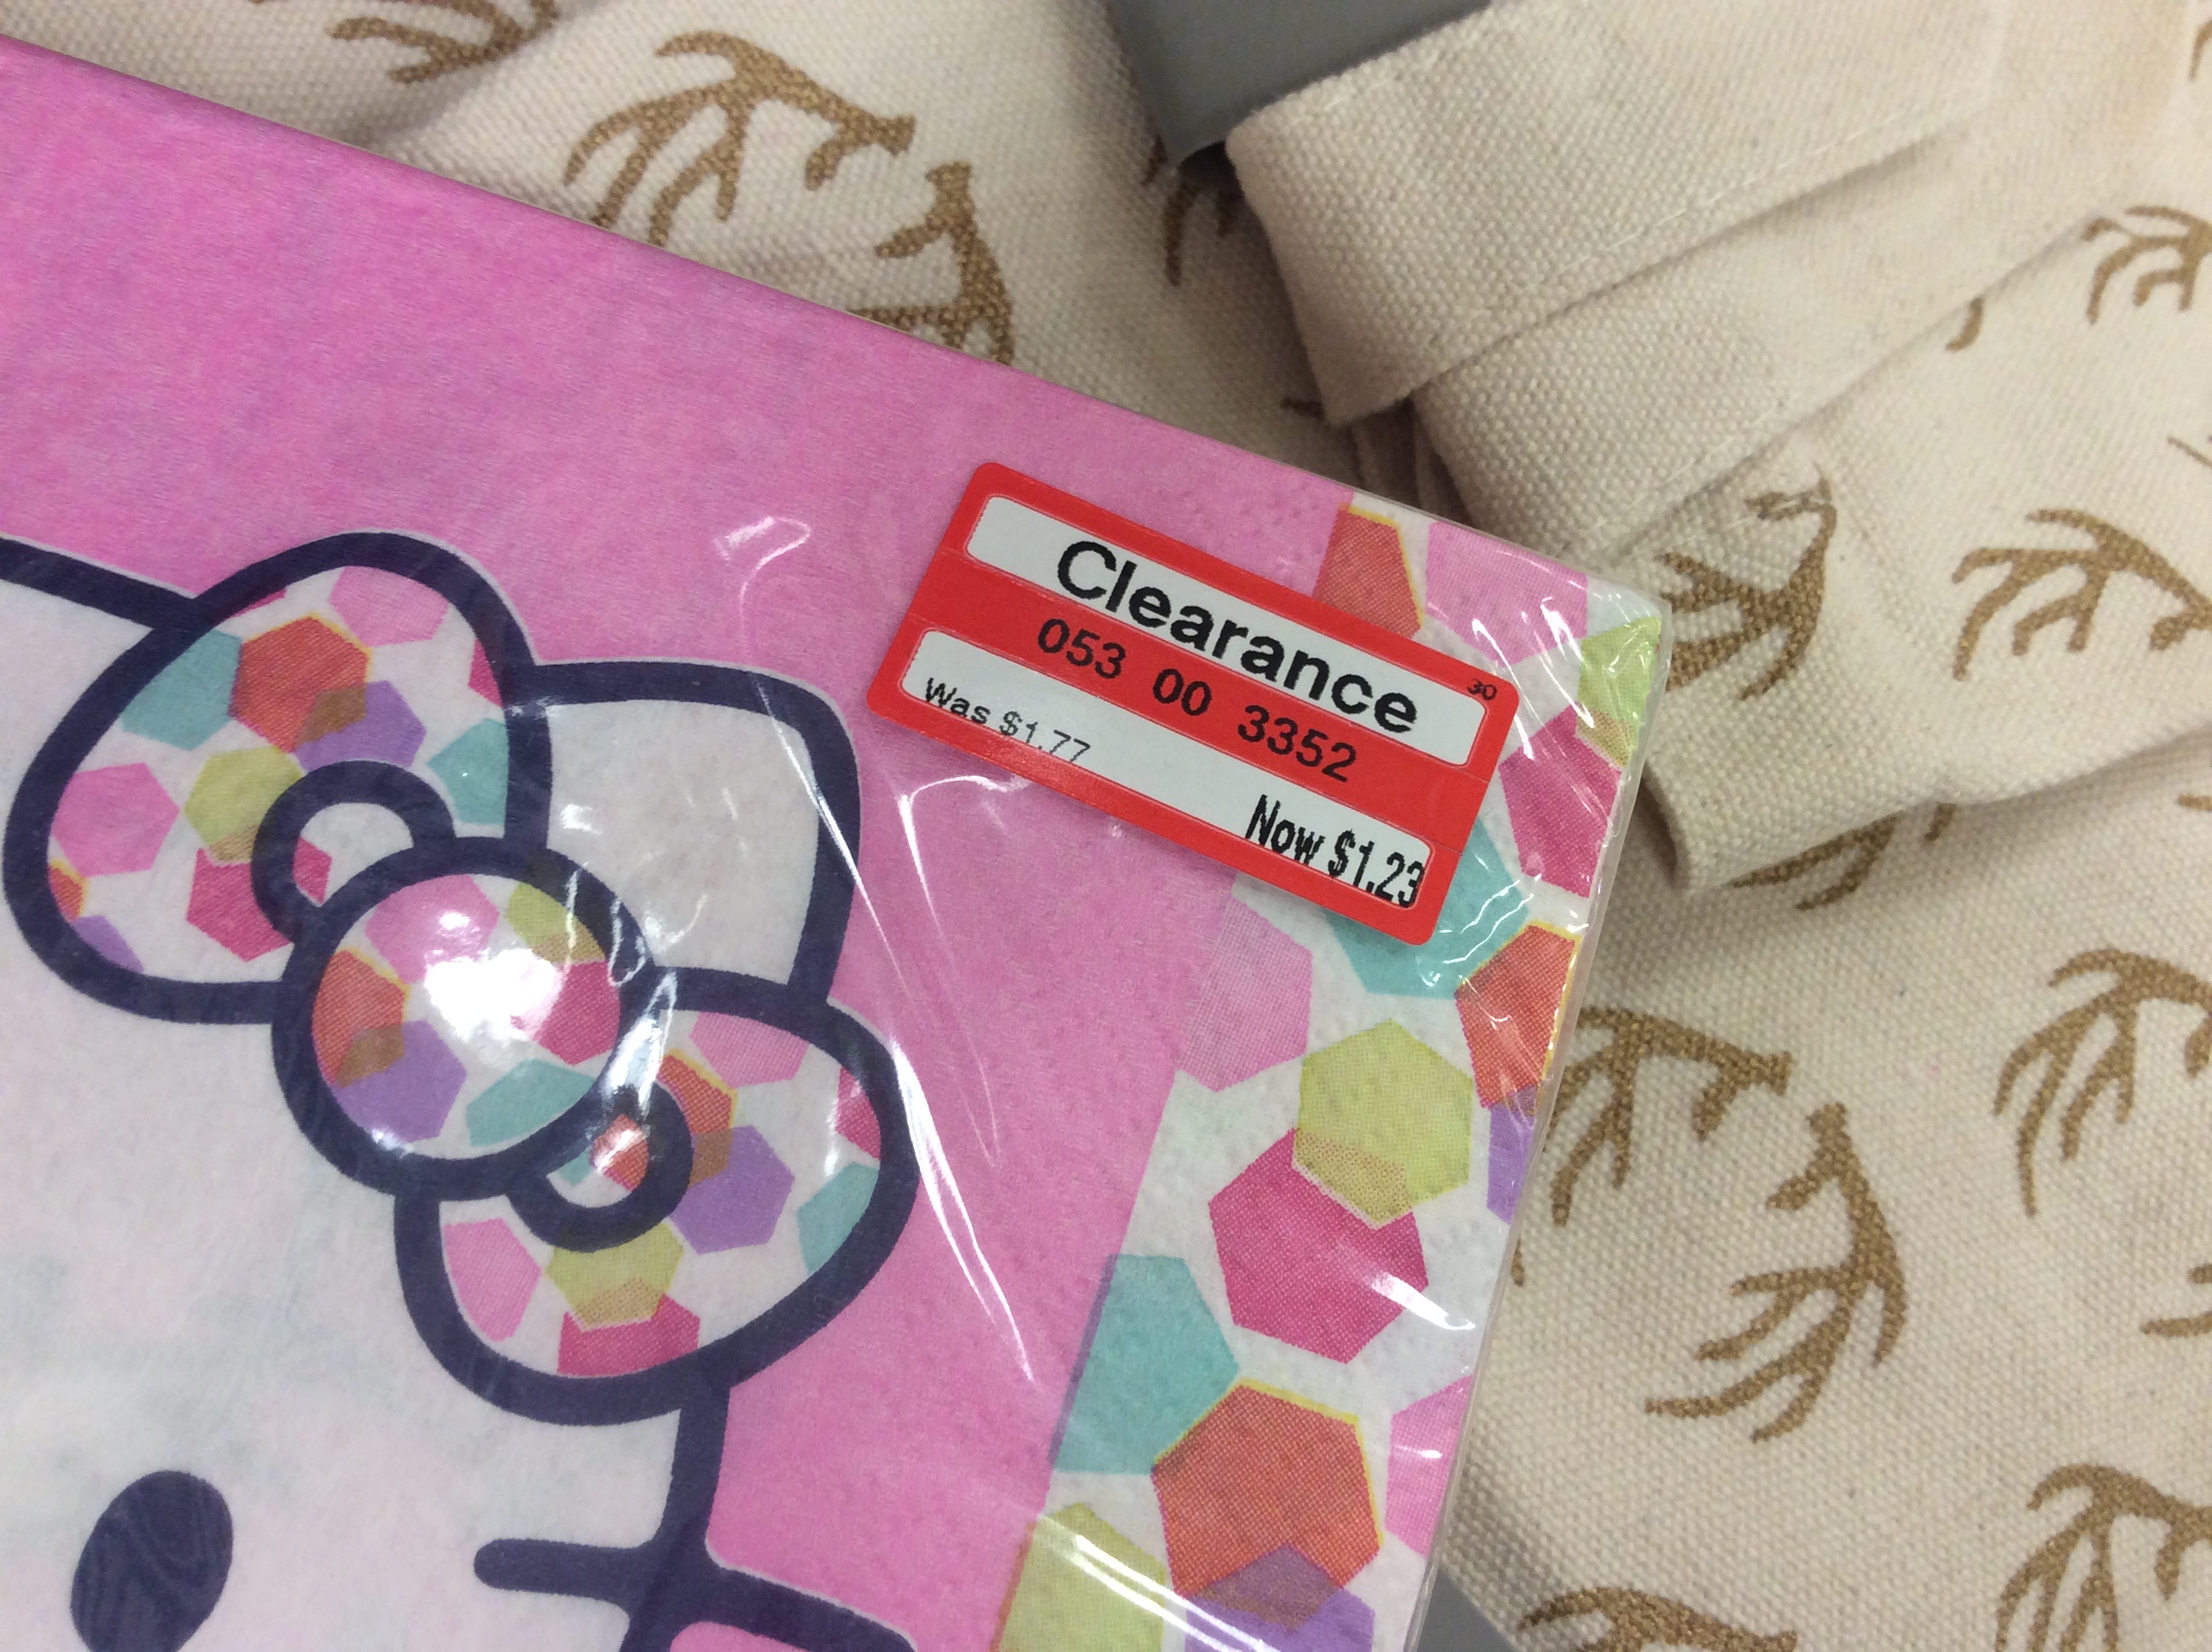 Clearance
30
053 00 3352
Was $1.77
Now $1.23